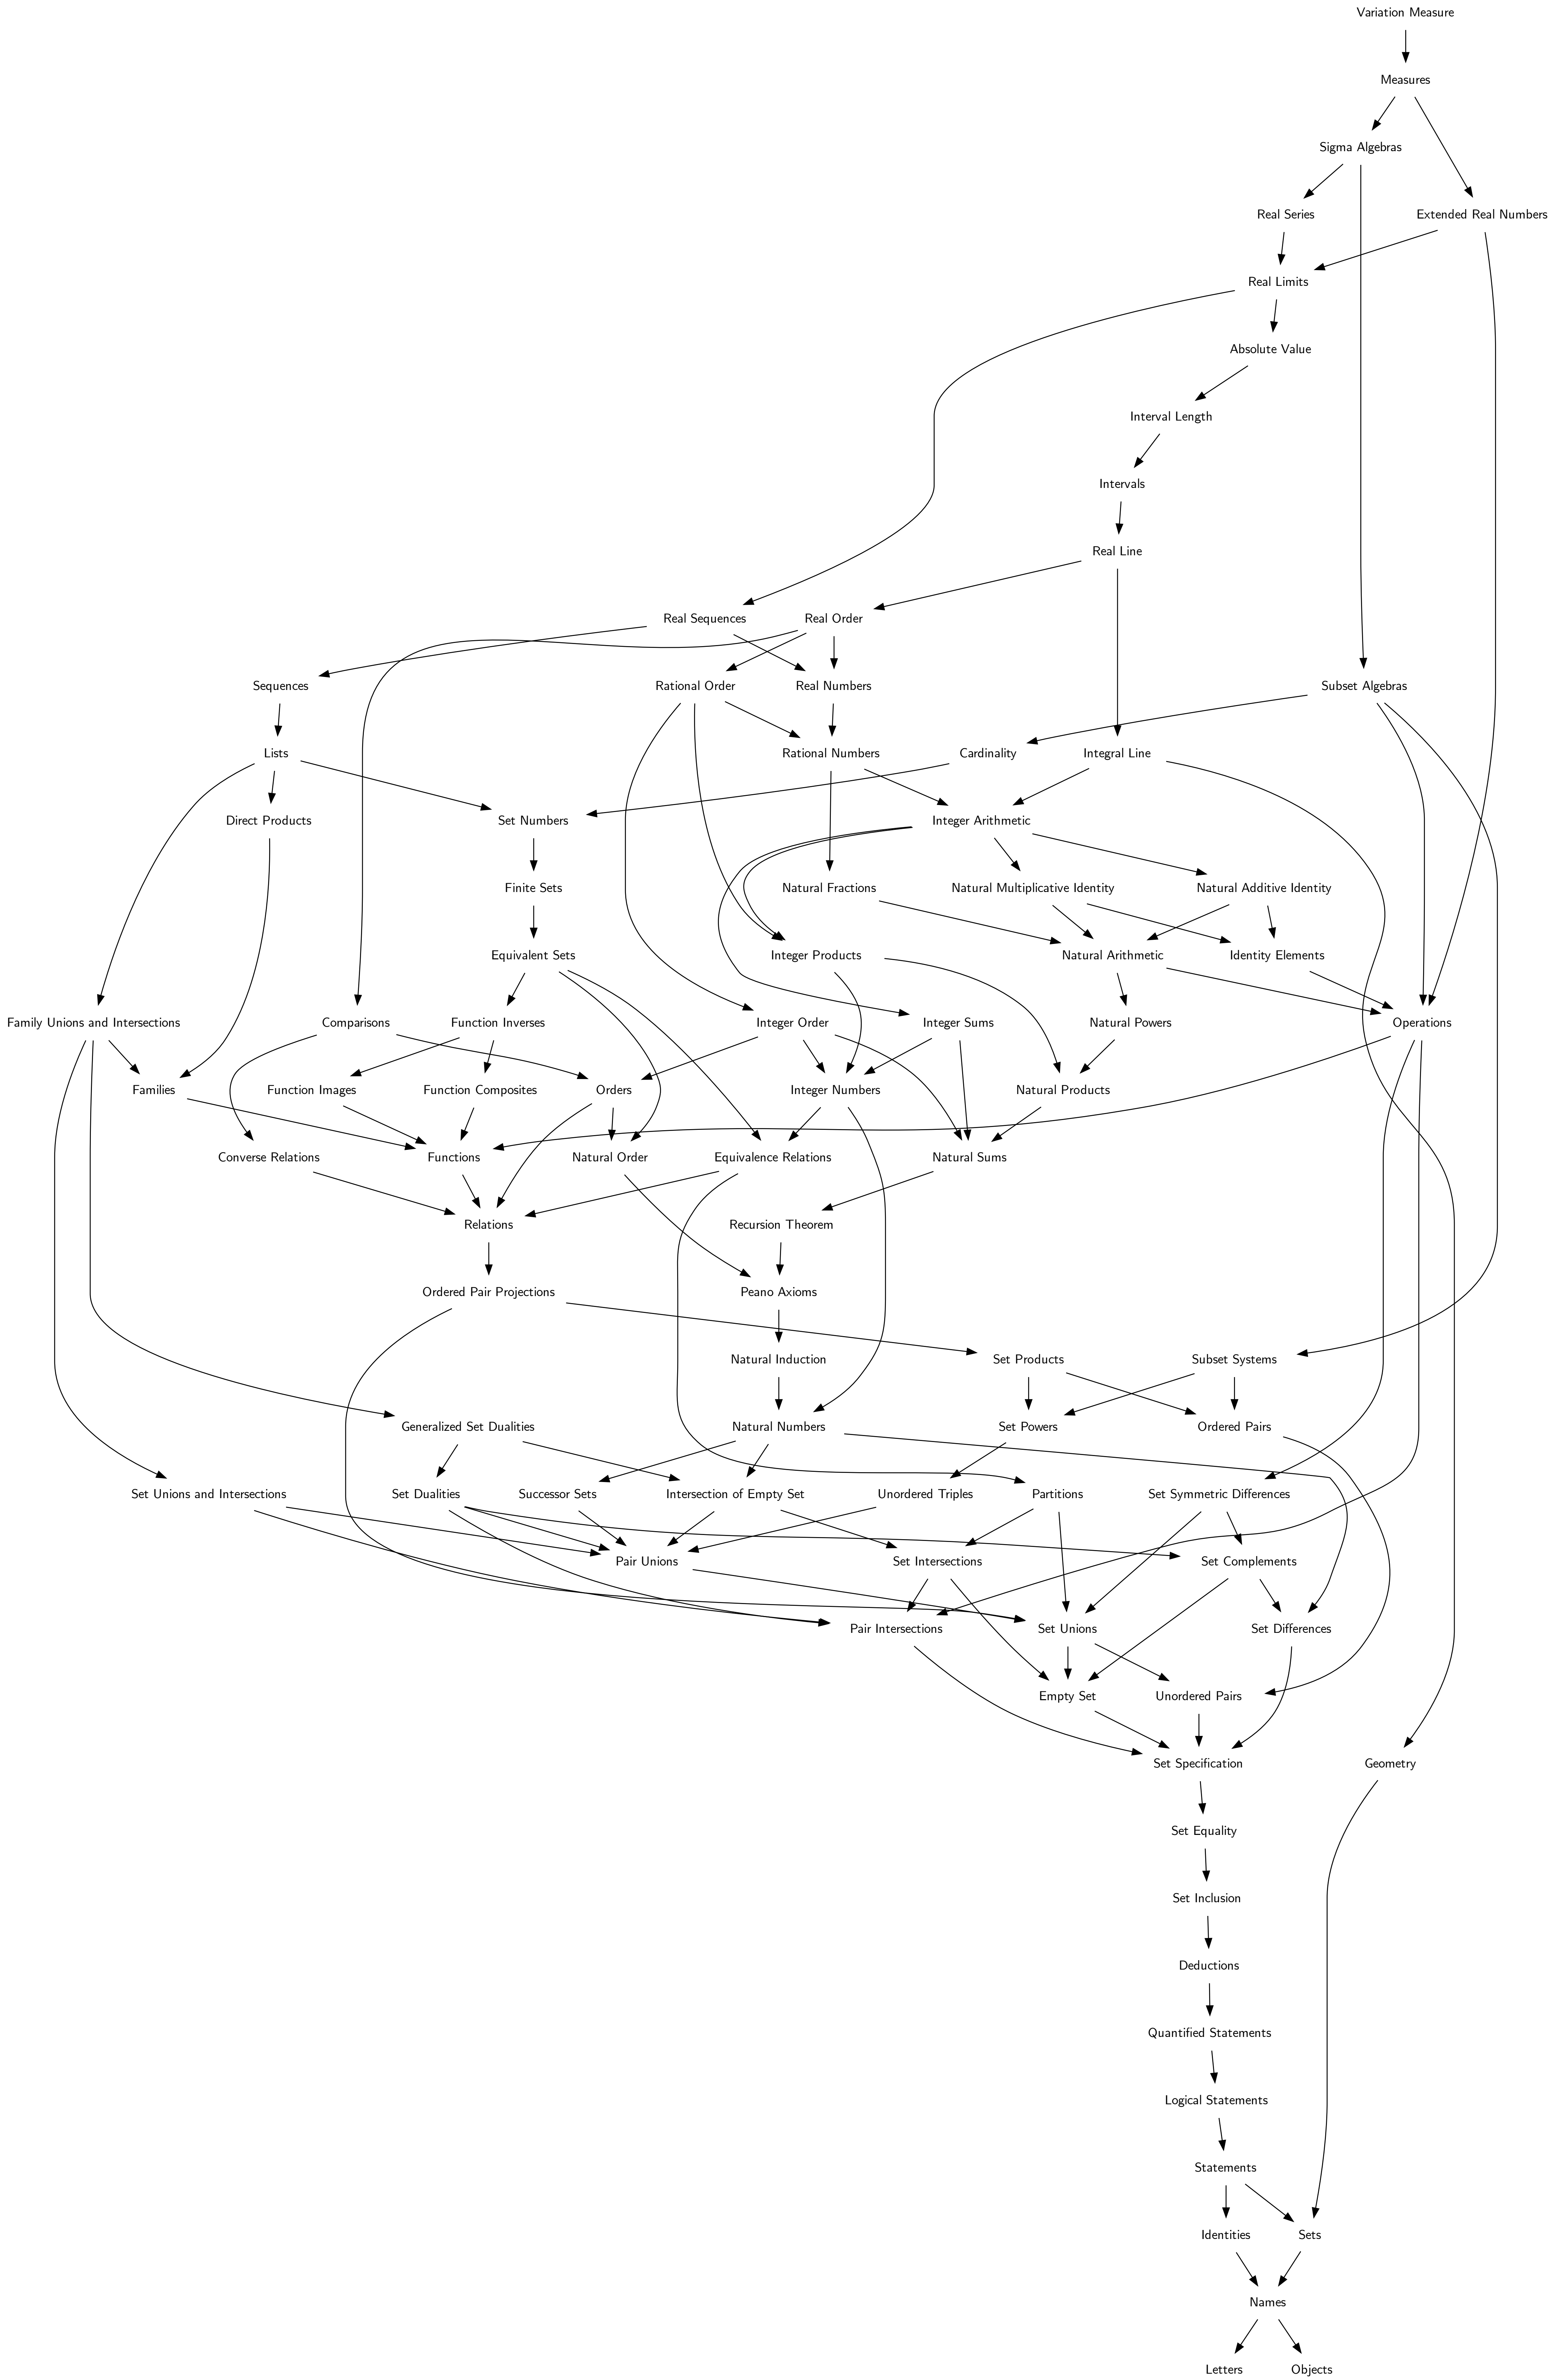 Variation Measure
Measures
Sigma Algebras
Real Series
Extended Real Numbers
Real Limits
Absolute Value
Interval Length
Intervals
Real Line
Real Sequences
Real Order
Sequences
Rational Order
Real Numbers
Subset Algebras
Lists
Rational Numbers
Cardinality
Integral Line
Direct Products
Set Numbers
Integer Arithmetic
Finite Sets
Natural Fractions
Natural Multiplicative Identity
Natural Additive Identity
Equivalent Sets
Integer Products
Natural Arithmetic
Identity Elements
Family Unions and Intersections
Comparisons
Function Inverses
Integer Order
Integer Sums
Natural Powers
Operations
Families
Function Images
Function Composites
Orders
Integer Numbers
Natural Products
Converse Relations
Functions
Natural Order
Equivalence Relations
Natural Sums
Relations
Recursion Theorem
Ordered Pair Projections
Peano Axioms
Natural Induction
Set Products
Subset Systems
Generalized Set Dualities
Natural Numbers
Set Powers
Ordered Pairs
Set Unions and Intersections
Set Dualities
Successor Sets
Intersection of Empty Set
Unordered Triples
Partitions
Set Symmetric Differences
Pair Unions
Set Intersections
Set Complements
Pair Intersections
Set Unions
Set Differences
Empty Set
Unordered Pairs
Set Specification
Geometry
Set Equality
Set Inclusion
Deductions
Quantified Statements
Logical Statements
Statements
Identities
Sets
Names
Letters
Objects